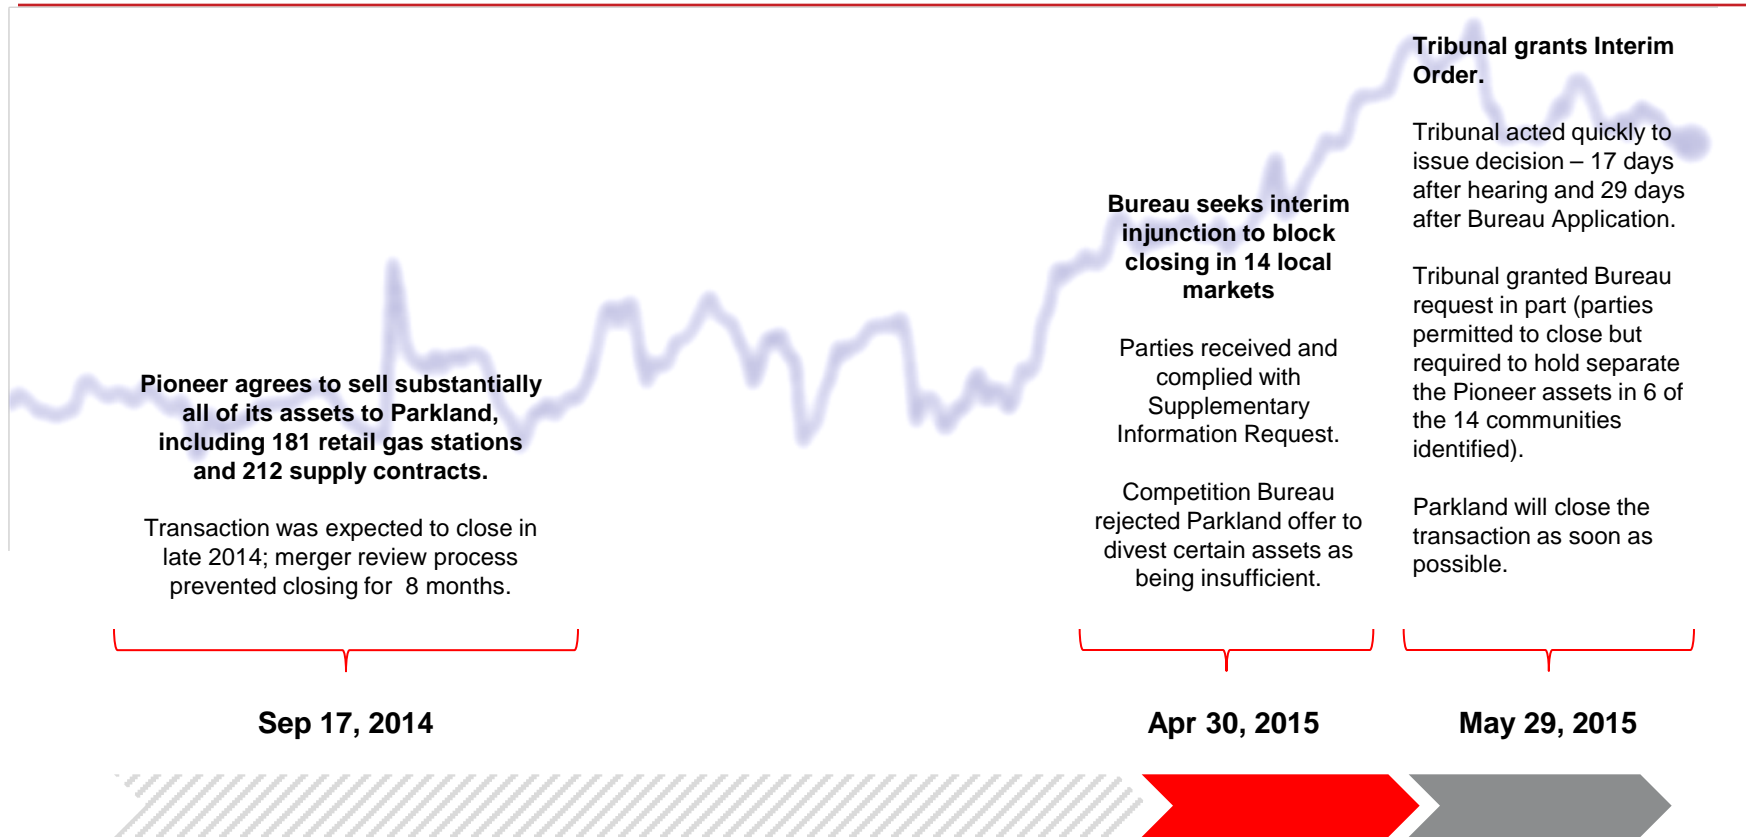 Pioneer agrees to sell substantially
all of its assets to Parkland,
including 181 retail gas stations
and 212 supply contracts.
Transaction was expected to close in
late 2014; merger review process
prevented closing for  8 months.
Sep 17, 2014
Bureau seeks interim
injunction to block
closing in 14 local
markets
Parties received and
complied with
Supplementary
Information Request.
Competition Bureau
rejected Parkland offer to
divest certain assets as
being insufficient.
Apr 30, 2015
Tribunal grants Interim
Order.
Tribunal acted quickly to
issue decision – 17 days
after hearing and 29 days
after Bureau Application.
Tribunal granted Bureau
request in part (parties
permitted to close but
required to hold separate
the Pioneer assets in 6 of
the 14 communities
identified).
Parkland will close the
transaction as soon as
possible.
May 29, 2015